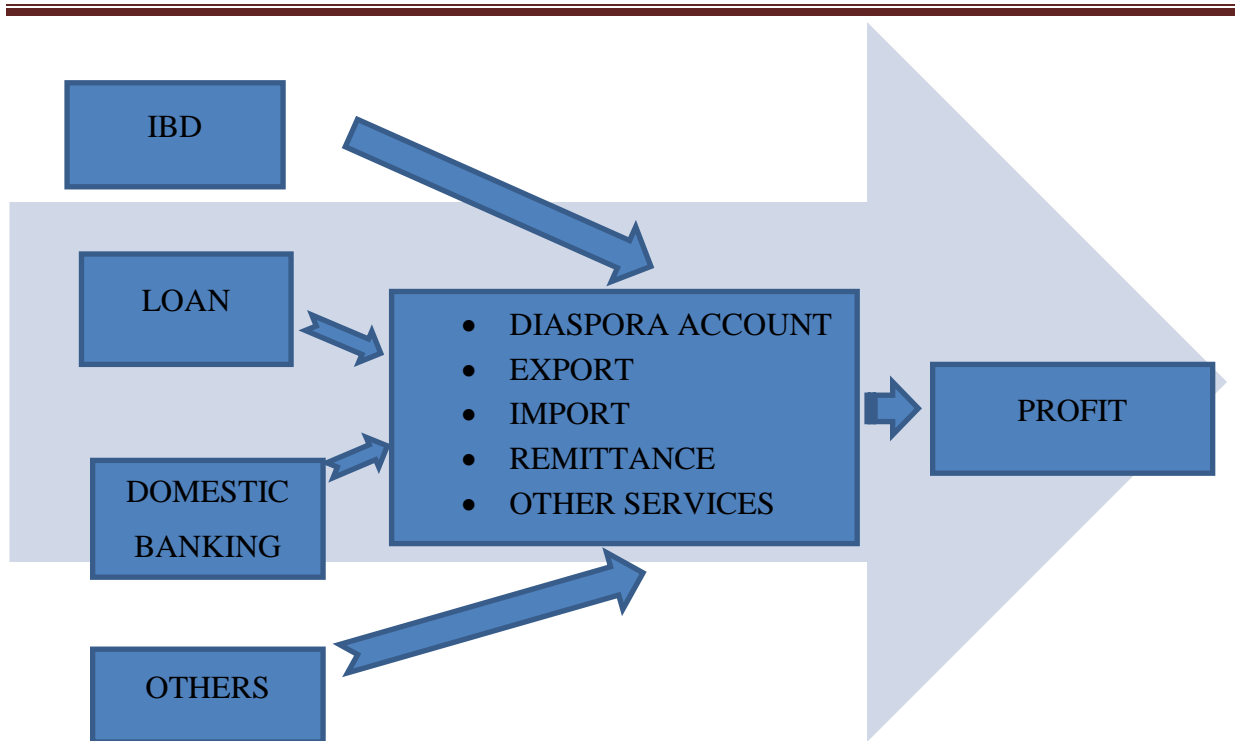 IBD
LOAN
DOMESTIC
BANKING
OTHERS
• DIASPORA ACCOUNT
• EXPORT
• IMPORT
• REMITTANCE
• OTHER SERVICES
PROFIT